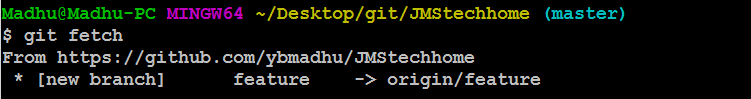 Madhu@Madhu-PC MINGW64 ~/Desktop/git/JMStechhome (master)
$ git fetch
From https://github.com/ybmadhu/JMStechhome
 * [new branch]      feature    -> origin/feature